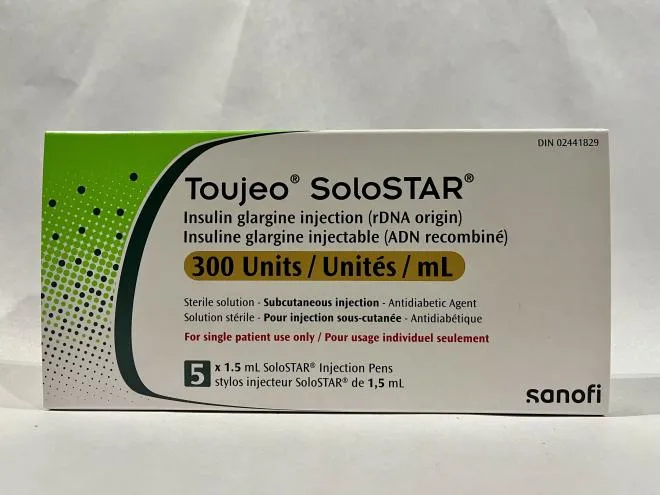 DIN 02441829
Toujeo® SoloSTAR®
Insulin glargine injection (rDNA origin)
Insuline glargine injectable (ADN recombiné)
300 Units / Unités / mL
Sterile solution - Subcutaneous injection - Antidiabetic Agent
Solution stérile - Pour injection sous-cutanée - Antidiabétique
For single patient use only / Pour usage individuel seulement
5 x 1.5 mL SoloSTAR® Injection Pens
stylos injecteur SoloSTAR® de 1,5 mL
sanofi